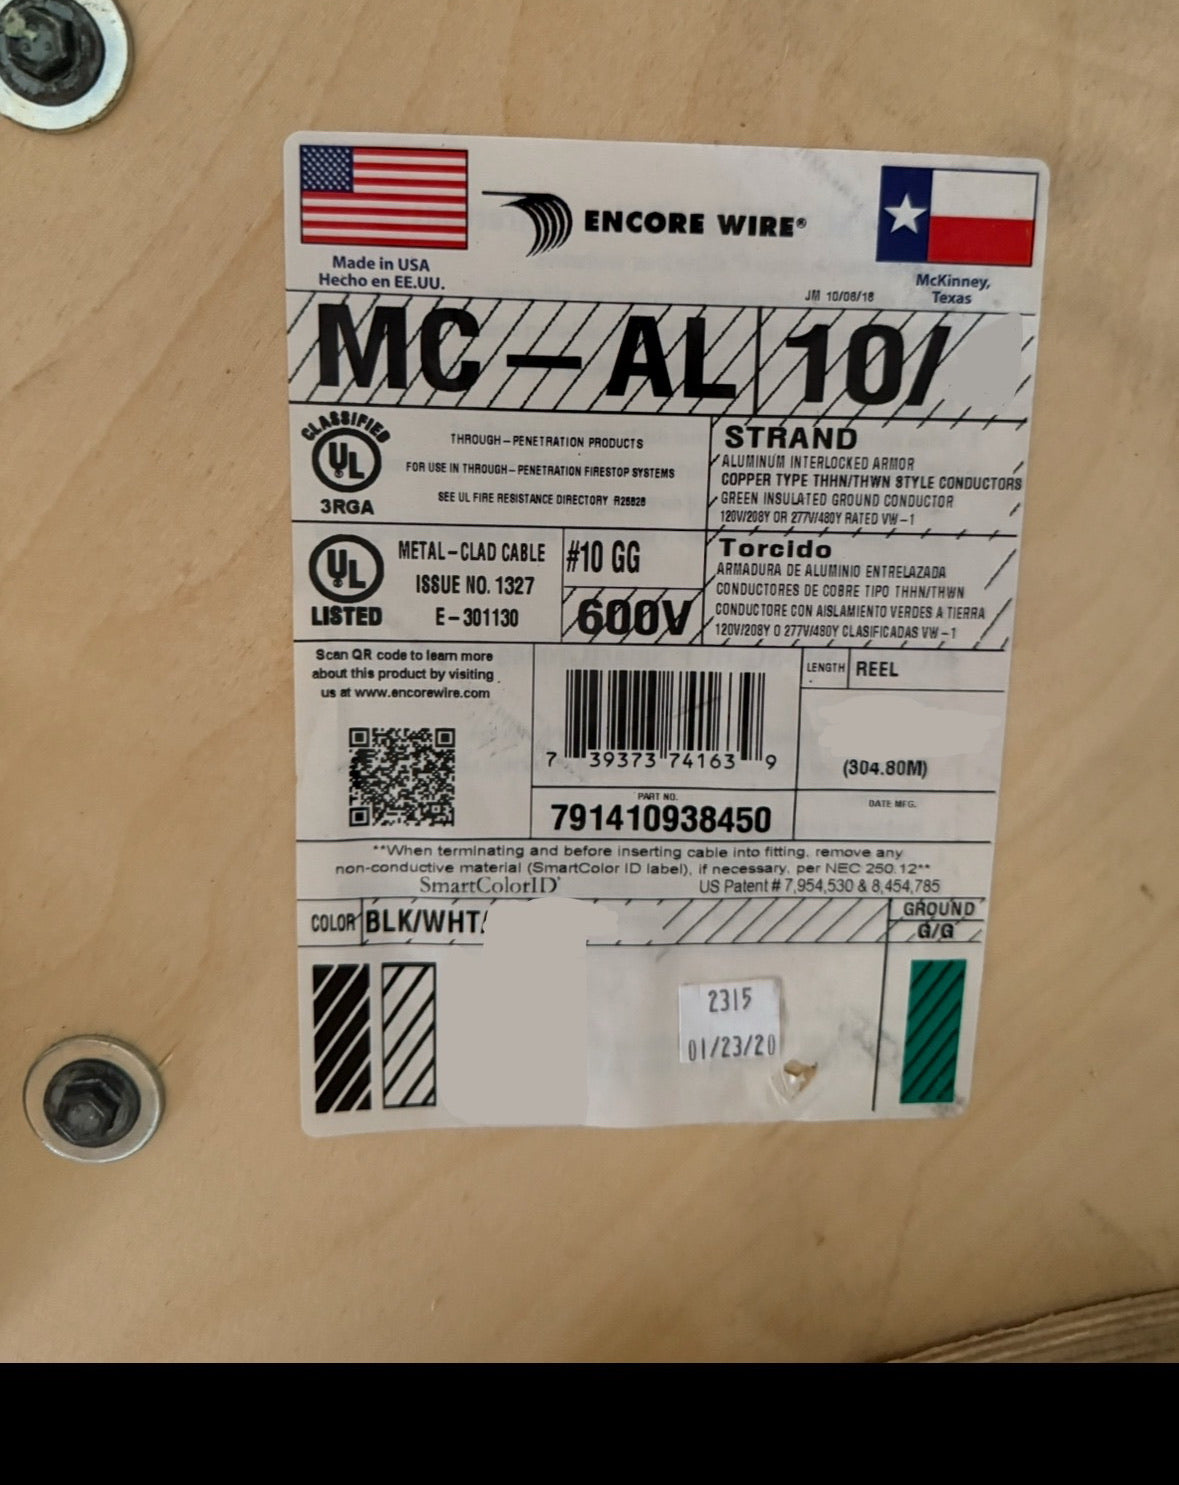 ENCORE WIRE®
Made in USA
Hecho en EE.UU.
JM 10/08/18
McKinney,
Texas
MC-AL 10/
CLASSIFIED
UL
3RGA
THROUGH-PENETRATION PRODUCTS
FOR USE IN THROUGH-PENETRATION FIRESTOP SYSTEMS
SEE UL FIRE RESISTANCE DIRECTORY R26828
STRAND
ALUMINUM INTERLOCKED ARMOR
COPPER TYPE THHN/THWN STYLE CONDUCTORS
GREEN INSULATED GROUND CONDUCTOR
120V/208Y OR 277V/480Y RATED VW-1
UL
LISTED
METAL-CLAD CABLE
ISSUE NO. 1327
E-301130
#10 GG
600V
Torcido
ARMADURA DE ALUMINIO ENTRELAZADA
CONDUCTORES DE COBRE TIPO THHN/THWN
CONDUCTORE CON AISLAMIENTO VERDES A TIERRA
120V/208Y O 277V/480Y CLASIFICADAS VW-1
Scan QR code to learn more
about this product by visiting
us at www.encorewire.com
7 39373 74163 9
PART NO.
791410938450
LENGTH REEL
(304.80M)
DATE MFG.
**When terminating and before inserting cable into fitting, remove any
non-conductive material (SmartColor ID label), if necessary, per NEC 250.12**
SmartColorID®
US Patent # 7,954,530 & 8,454,785
COLOR BLK/WHT/
GROUND
G/G
2315
01/23/20